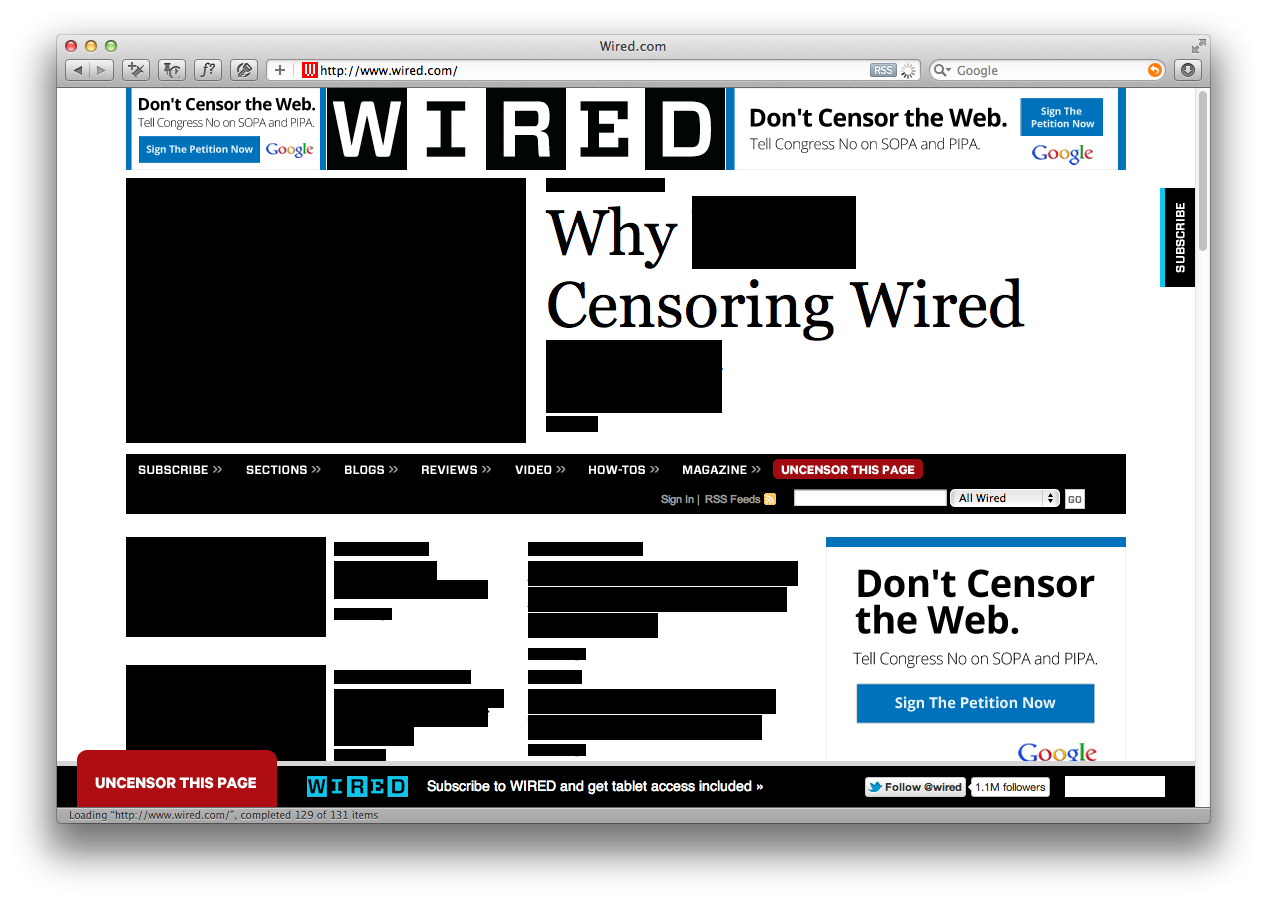 Wired.com
http://www.wired.com/
RSS
Google
Don't Censor the Web.
Tell Congress No on SOPA and PIPA.
Sign The Petition Now
Google
WIRED
Don't Censor the Web.
Tell Congress No on SOPA and PIPA.
Sign The
Petition Now
Google
SUBSCRIBE
Why
Censoring Wired
SUBSCRIBE »
SECTIONS »
BLOGS »
REVIEWS »
VIDEO »
HOW-TOS »
MAGAZINE »
UNCENSOR THIS PAGE
Sign In | RSS Feeds
All Wired
GO
Don't Censor
the Web.
Tell Congress No on SOPA and PIPA.
Sign The Petition Now
Google
UNCENSOR THIS PAGE
WIRED
Subscribe to WIRED and get tablet access included »
Follow @wired
1.1M followers
Loading “http://www.wired.com/”, completed 129 of 131 items